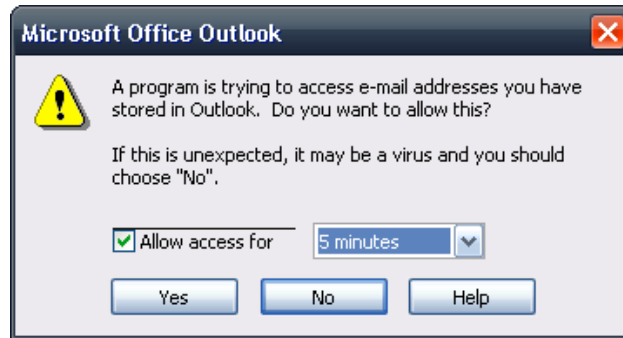 Microsoft Office Outlook
A program is trying to access e-mail addresses you have
stored in Outlook. Do you want to allow this?
If this is unexpected, it may be a virus and you should
choose "No".
Allow access for 5 minutes
Yes No Help